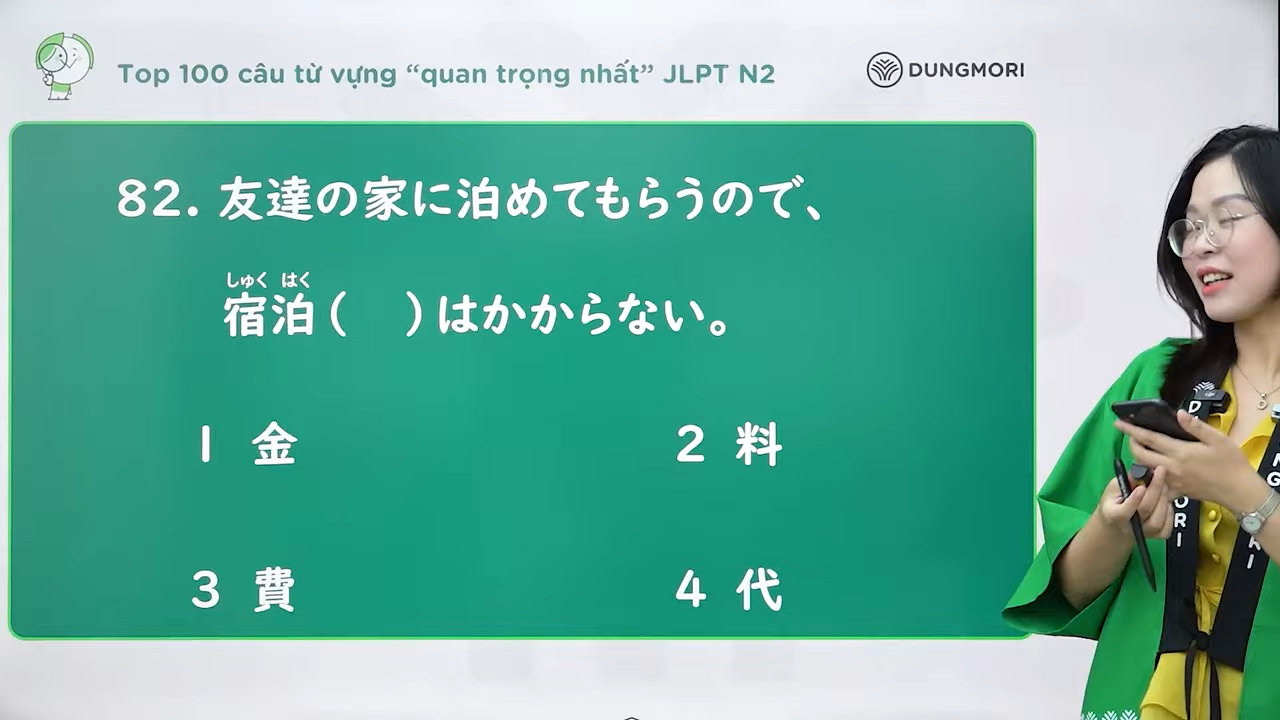 Top 100 câu từ vựng “quan trọng nhất” JLPT N2
DUNGMORI
82. 友達の家に泊めてもらうので、
しゅく はく
宿泊( )はかからない。
1 金
2 料
3 費
4 代